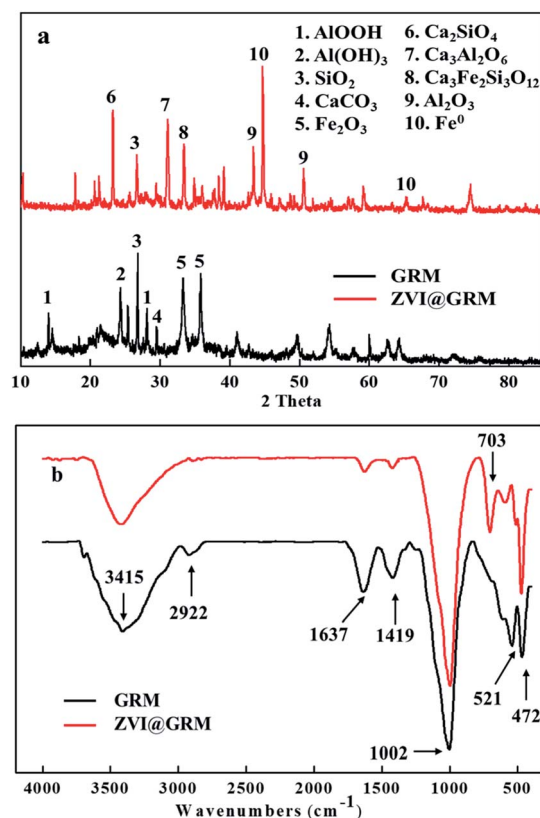 a
1. AlOOH 6. Ca₂SiO₄
2. Al(OH)₃ 7. Ca₃Al₂O₆
3. SiO₂ 8. Ca₃Fe₂Si₃O₁₂
4. CaCO₃ 9. Al₂O₃
5. Fe₂O₃ 10. Fe⁰
6 3 7 8 9 10 9 10
1 2 3 1 4 5 5
GRM
ZVI@GRM
10 20 30 40 50 60 70 80
2 Theta
b
703
3415
2922
1637
1419
521
472
1002
GRM
ZVI@GRM
4000 3500 3000 2500 2000 1500 1000 500
Wavenumbers (cm⁻¹)